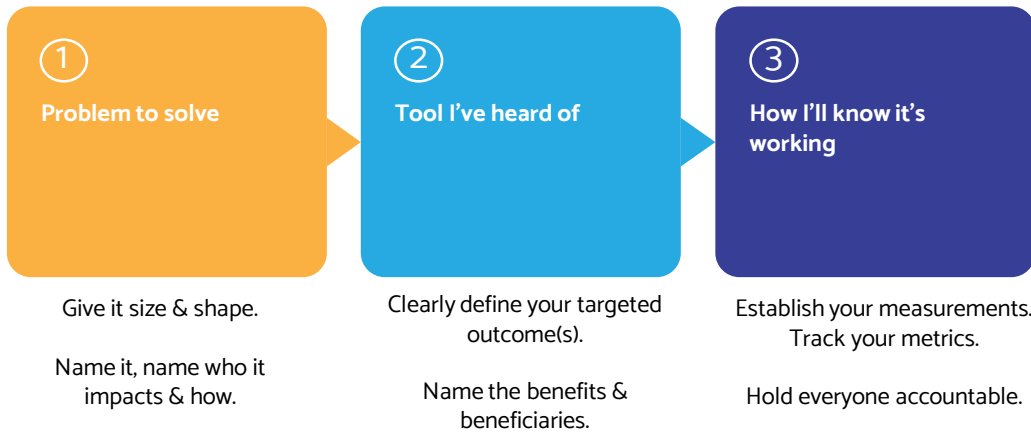 1
Problem to solve
2
Tool I've heard of
3
How I'll know it's
working
Give it size & shape.
Name it, name who it
impacts & how.
Clearly define your targeted
outcome(s).
Name the benefits &
beneficiaries.
Establish your measurements.
Track your metrics.
Hold everyone accountable.